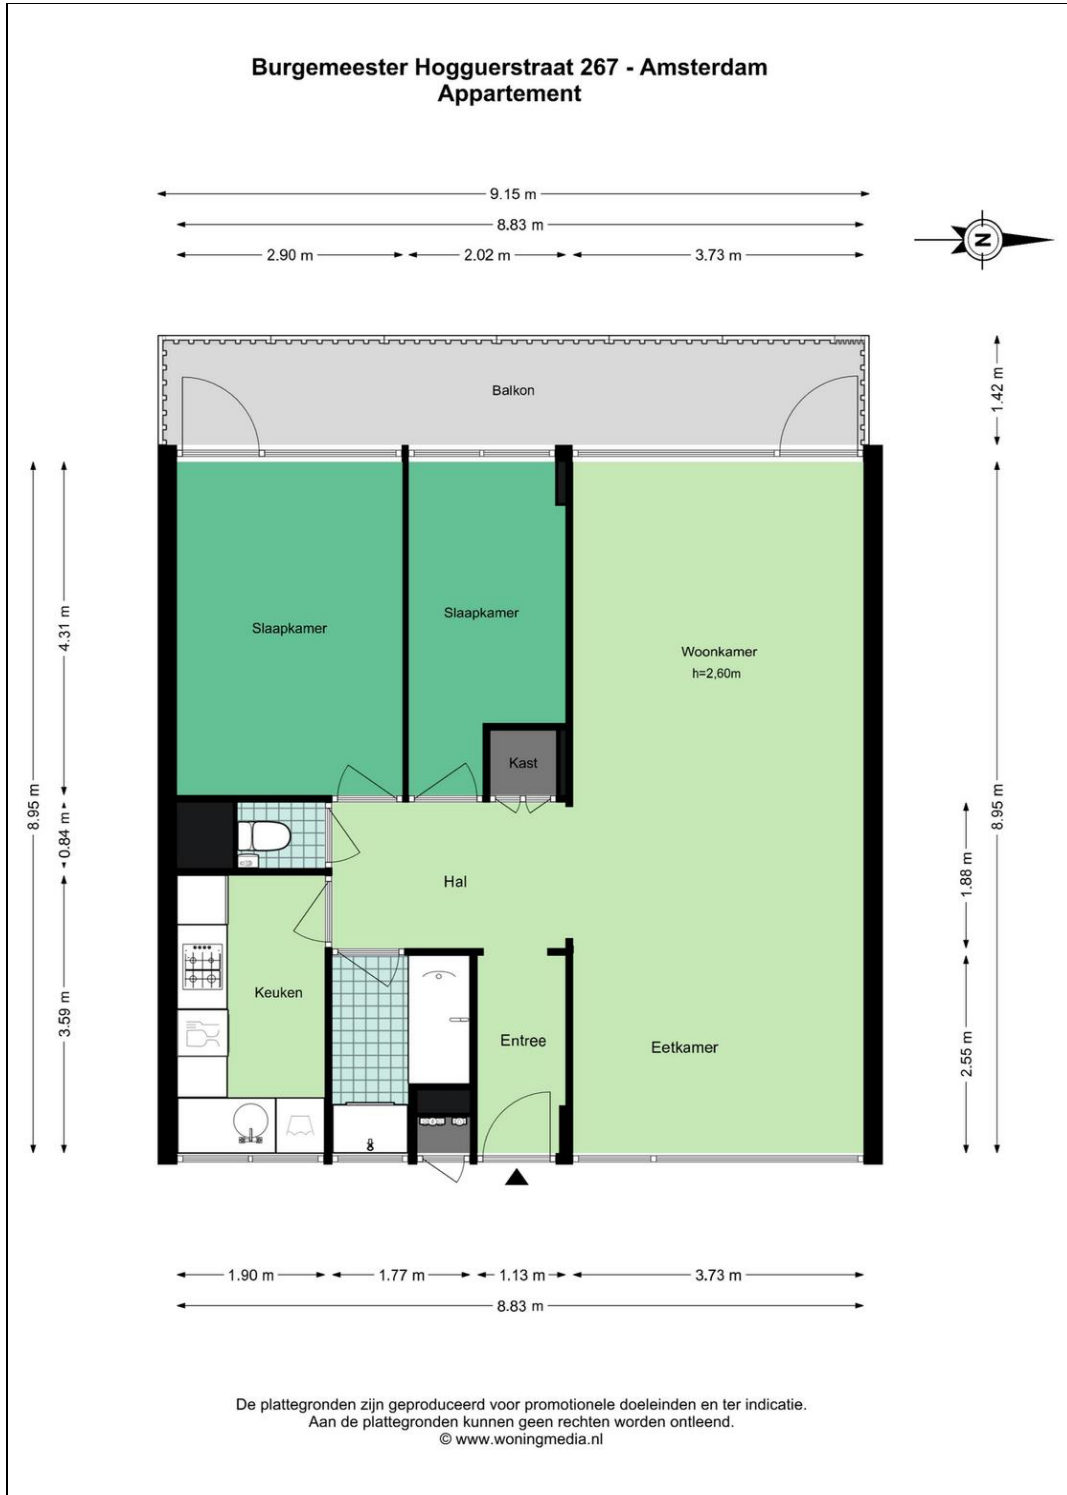 Burgemeester Hogguerstraat 267 - Amsterdam
Appartement
9.15 m
8.83 m
2.90 m
2.02 m
3.73 m
N
Balkon
1.42 m
4.31 m
Slaapkamer
Slaapkamer
Woonkamer
h=2,60m
Kast
8.95 m
0.84 m
8.95 m
1.88 m
Hal
Keuken
3.59 m
Entree
Eetkamer
2.55 m
1.90 m
1.77 m
1.13 m
3.73 m
8.83 m
De plattegronden zijn geproduceerd voor promotionele doeleinden en ter indicatie.
Aan de plattegronden kunnen geen rechten worden ontleend.
© www.woningmedia.nl